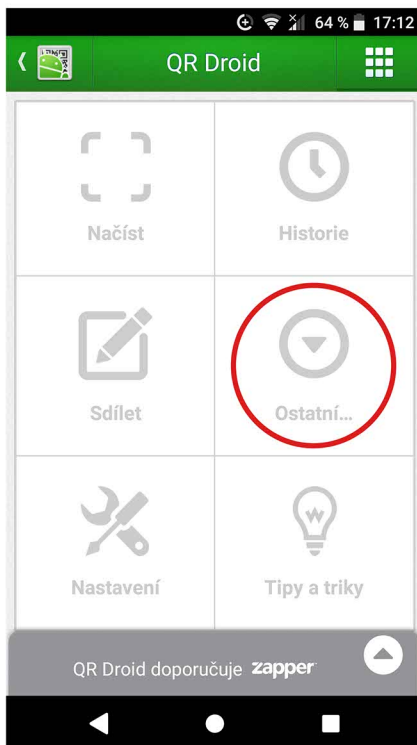 64 % 17:12
QR Droid
Načíst
Historie
Sdílet
Ostatní...
Nastavení
Tipy a triky
QR Droid doporučuje zapper